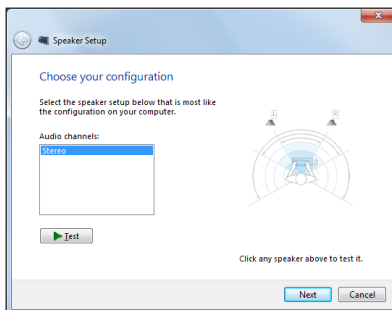 Speaker Setup
Choose your configuration
Select the speaker setup below that is most like
the configuration on your computer.
Audio channels:
Stereo
L
R
Test
Click any speaker above to test it.
Next
Cancel